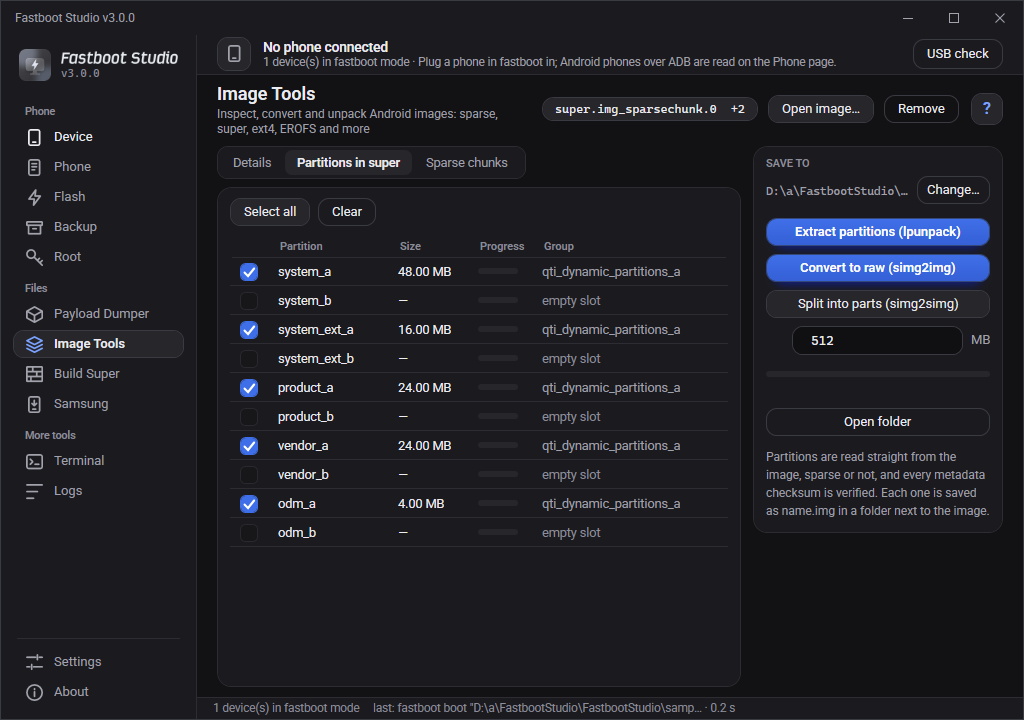 Fastboot Studio v3.0.0
Fastboot Studio
v3.0.0
Phone
Device
Phone
Flash
Backup
Root
Files
Payload Dumper
Image Tools
Build Super
Samsung
More tools
Terminal
Logs
Settings
About
No phone connected
1 device(s) in fastboot mode · Plug a phone in fastboot in; Android phones over ADB are read on the Phone page.
USB check
Image Tools
Inspect, convert and unpack Android images: sparse,
super, ext4, EROFS and more
super.img_sparsechunk.0 +2
Open image…
Remove
?
Details
Partitions in super
Sparse chunks
Select all
Clear
Partition Size Progress Group
system_a 48.00 MB qti_dynamic_partitions_a
system_b — empty slot
system_ext_a 16.00 MB qti_dynamic_partitions_a
system_ext_b — empty slot
product_a 24.00 MB qti_dynamic_partitions_a
product_b — empty slot
vendor_a 24.00 MB qti_dynamic_partitions_a
vendor_b — empty slot
odm_a 4.00 MB qti_dynamic_partitions_a
odm_b — empty slot
SAVE TO
D:\a\FastbootStudio\…
Change…
Extract partitions (lpunpack)
Convert to raw (simg2img)
Split into parts (simg2simg)
512 MB
Open folder
Partitions are read straight from the
image, sparse or not, and every metadata
checksum is verified. Each one is saved
as name.img in a folder next to the image.
1 device(s) in fastboot mode last: fastboot boot "D:\a\FastbootStudio\FastbootStudio\samp… · 0.2 s